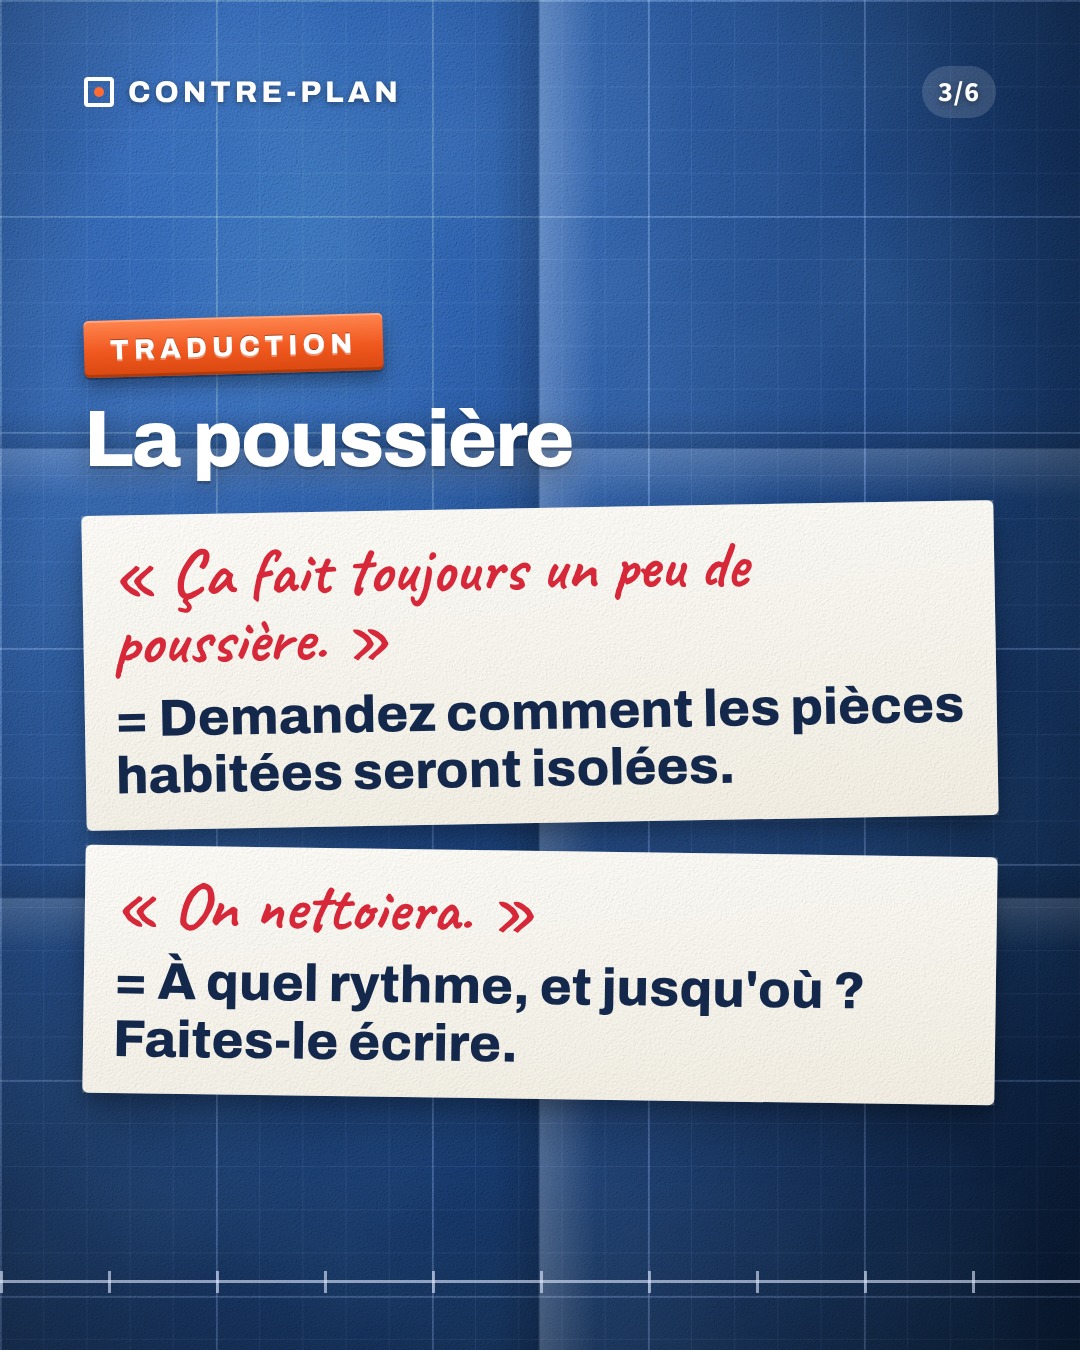 CONTRE-PLAN
3/6
TRADUCTION
La poussière
« Ça fait toujours un peu de
poussière. »
= Demandez comment les pièces
habitées seront isolées.
« On nettoiera. »
= À quel rythme, et jusqu'où ?
Faites-le écrire.